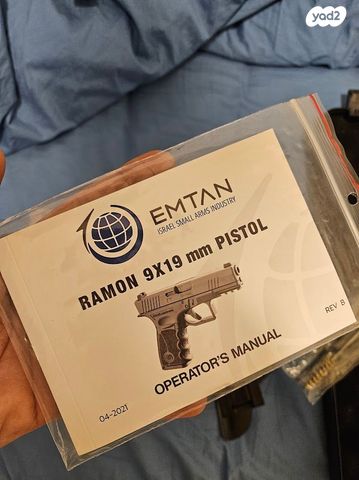 yad2
EMTAN
ISRAEL SMALL ARMS INDUSTRY
RAMON 9X19 mm PISTOL
OPERATOR'S MANUAL
REV B
04-2021